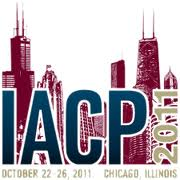 IACP 2011
OCTOBER 22-26, 2011. CHICAGO, ILLINOIS